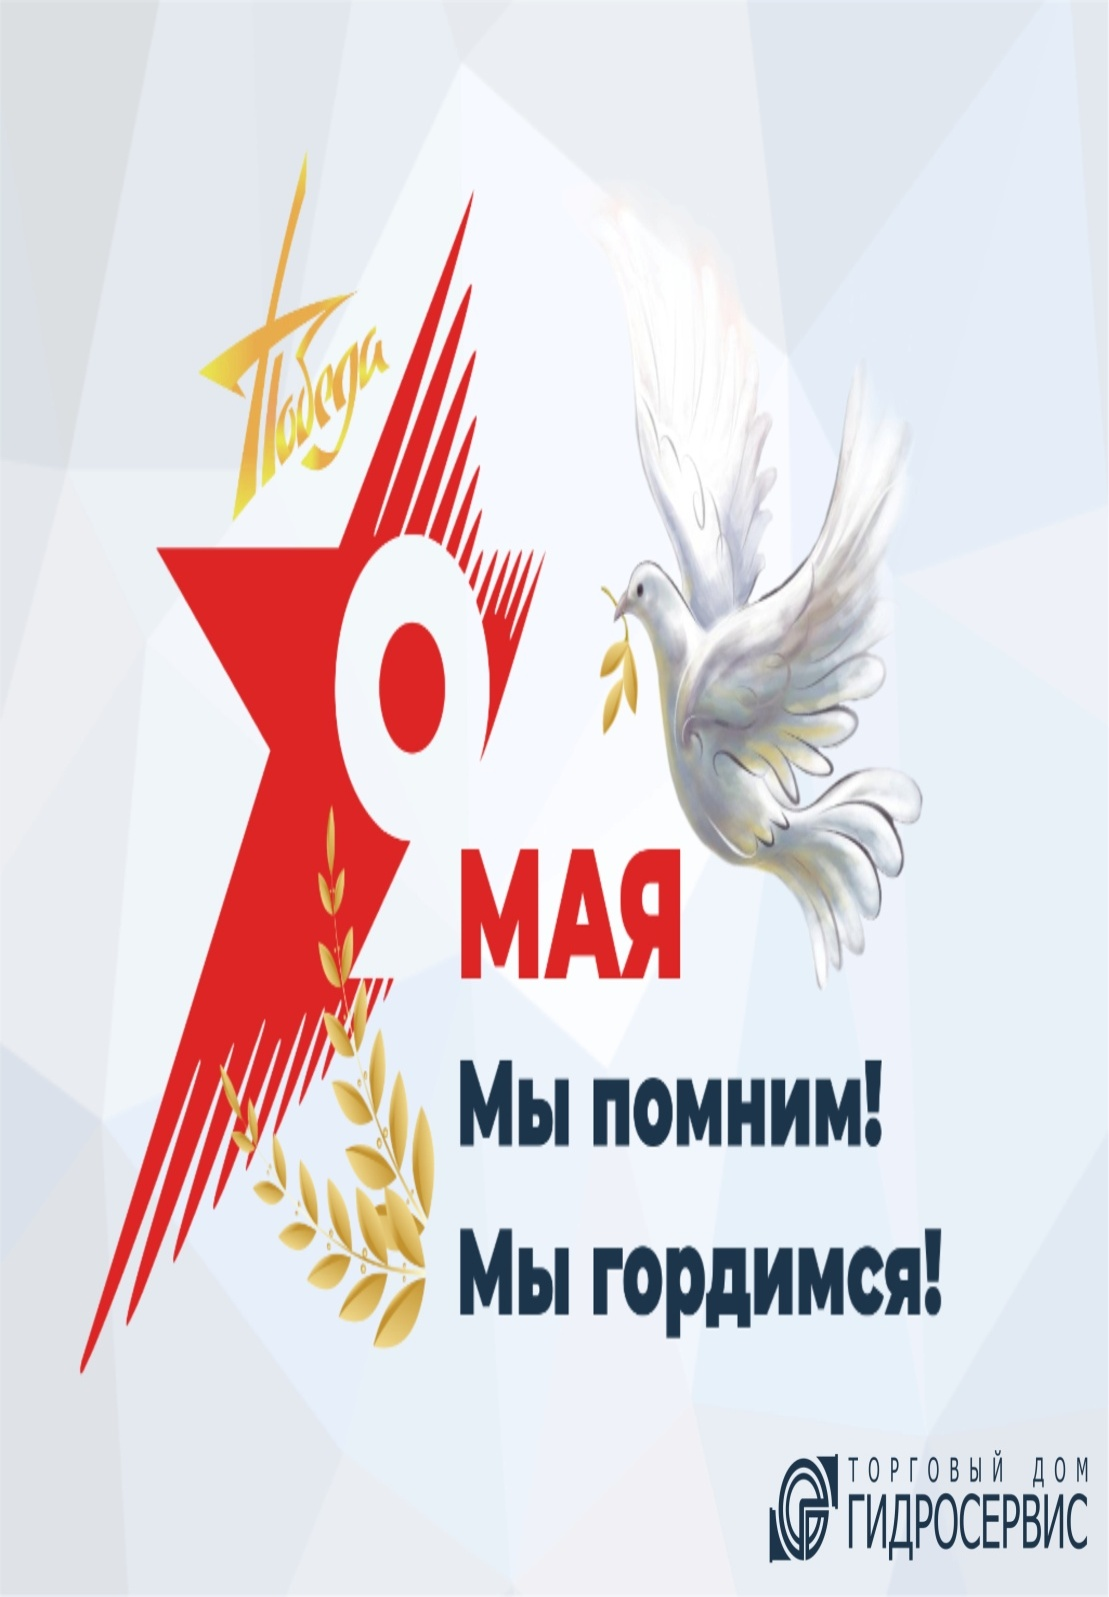 Победа
9
МАЯ
Мы помним!
Мы гордимся!
ТОРГОВЫЙ ДОМ
ГИДРОСЕРВИС